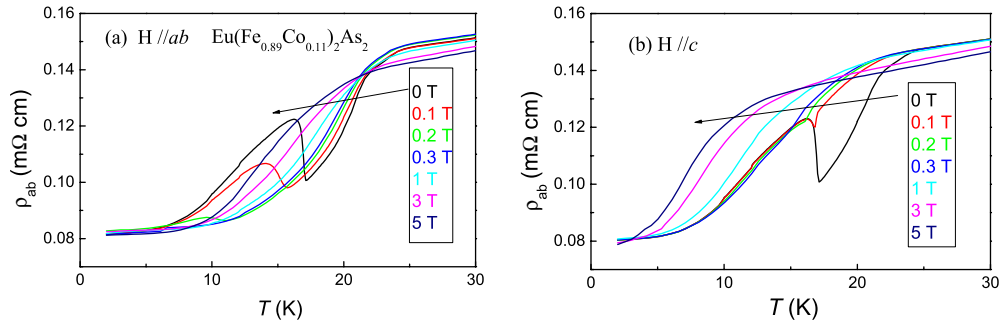 (a) H //ab Eu(Fe0.89Co0.11)2As2
0 T
0.1 T
0.2 T
0.3 T
1 T
3 T
5 T
ρab (mΩ cm)
0.16
0.14
0.12
0.10
0.08
0
10
20
30
T (K)
(b) H //c
0 T
0.1 T
0.2 T
0.3 T
1 T
3 T
5 T
ρab (mΩ cm)
0.16
0.14
0.12
0.10
0.08
0
10
20
30
T (K)